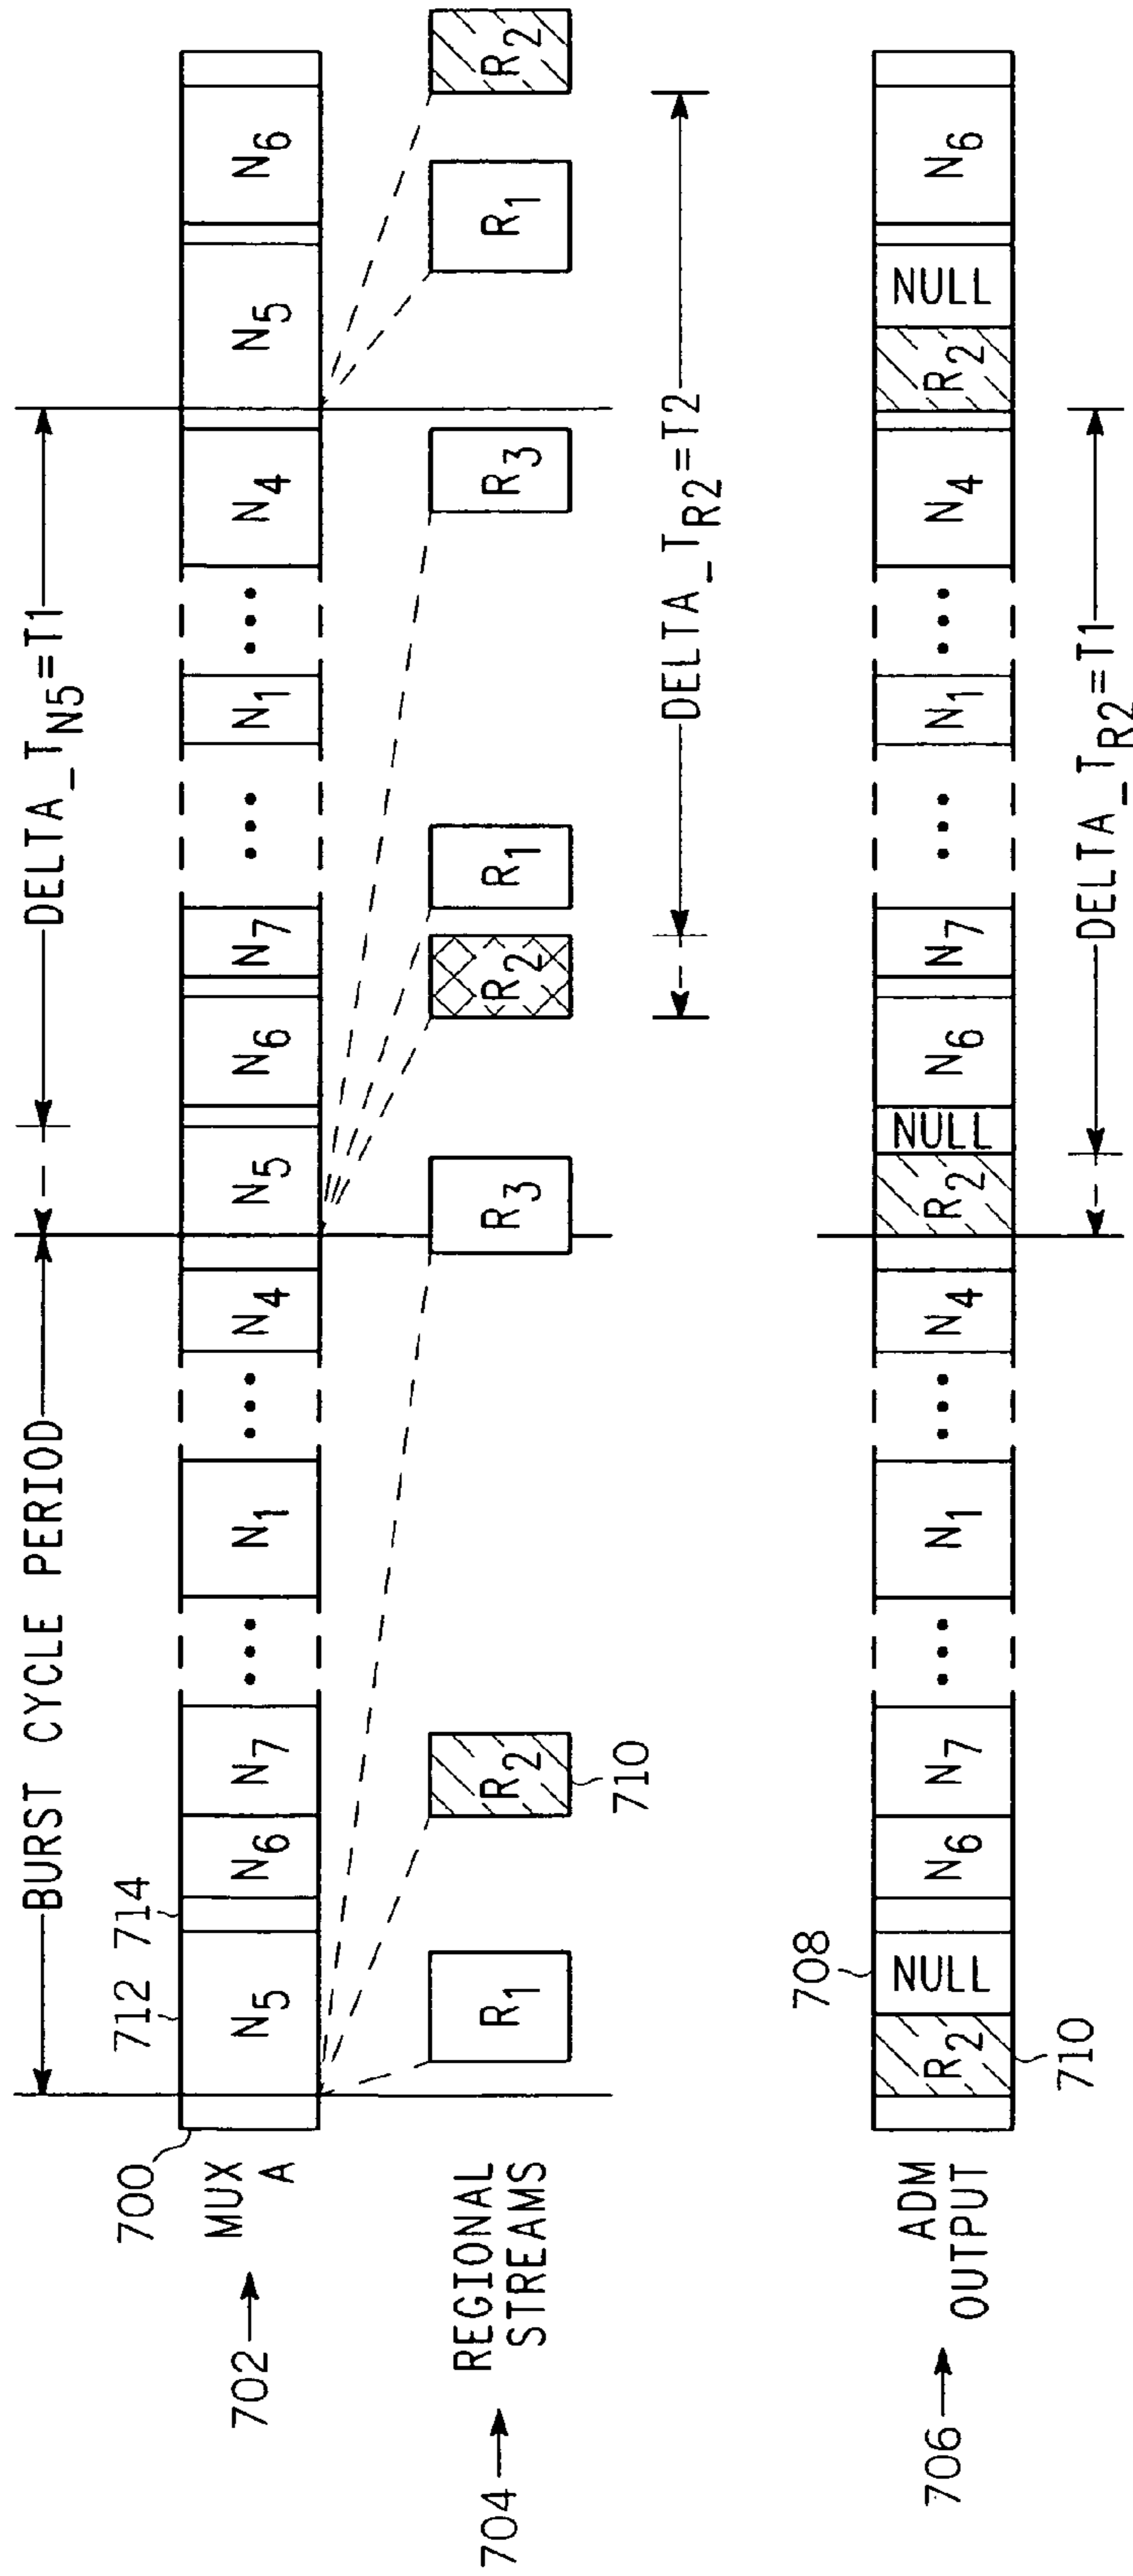 BURST CYCLE PERIOD
DELTA_TN5=T1
700
712
714
MUX
A
702
N5
N6
N7
•••
N1
•••
N4
N5
N6
N7
•••
N1
•••
N4
N5
N6
REGIONAL
STREAMS
704
R1
R2
710
R3
R2
R1
R3
R1
R2
DELTA_TR2=T2
708
ADM
OUTPUT
706
R2
710
NULL
N6
N7
•••
N1
•••
N4
R2
NULL
N6
N7
•••
N1
•••
N4
R2
NULL
N6
DELTA_TR2=T1